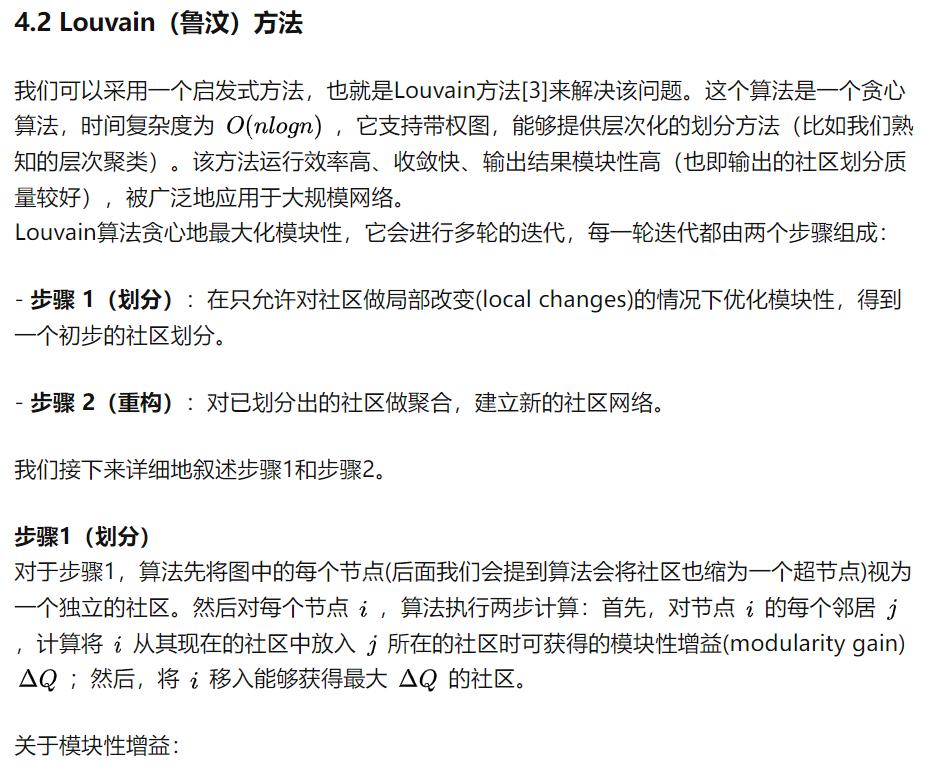 4.2 Louvain（鲁汶）方法
我们可以采用一个启发式方法，也就是Louvain方法[3]来解决该问题。这个算法是一个贪心
算法，时间复杂度为 O(nlogn) ，它支持带权图，能够提供层次化的划分方法（比如我们熟
知的层次聚类）。该方法运行效率高、收敛快、输出结果模块性高（也即输出的社区划分质
量较好），被广泛地应用于大规模网络。
Louvain算法贪心地最大化模块性，它会进行多轮的迭代，每一轮迭代都由两个步骤组成：
- 步骤 1（划分）：在只允许对社区做局部改变(local changes)的情况下优化模块性，得到
一个初步的社区划分。
- 步骤 2（重构）：对已划分出的社区做聚合，建立新的社区网络。
我们接下来详细地叙述步骤1和步骤2。
步骤1（划分）
对于步骤1，算法先将图中的每个节点(后面我们会提到算法会将社区也缩为一个超节点)视为
一个独立的社区。然后对每个节点 i ，算法执行两步计算：首先，对节点 i 的每个邻居 j
，计算将 i 从其现在的社区中放入 j 所在的社区时可获得的模块性增益(modularity gain)
ΔQ ；然后，将 i 移入能够获得最大 ΔQ 的社区。
关于模块性增益：